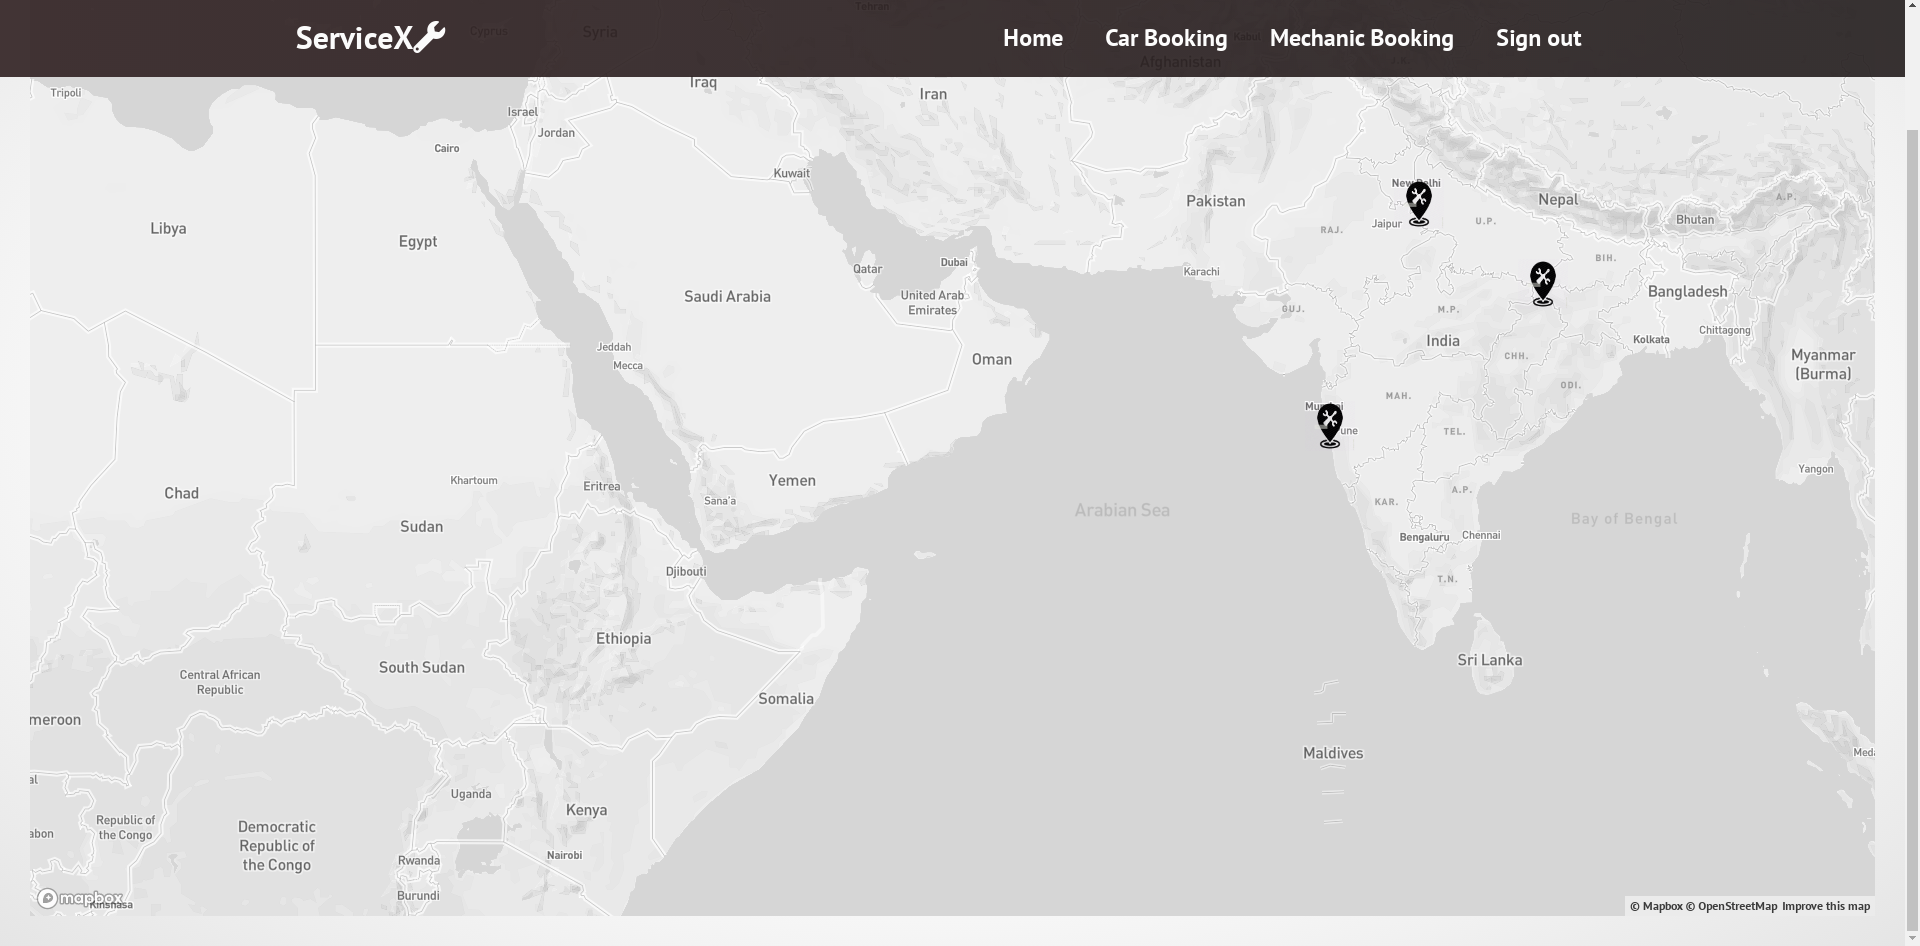 ServiceX
Home
Car Booking
Mechanic Booking
Sign out
Tehran
Cyprus
Syria
Kabul
Afghanistan
Iraq
Iran
Tripoli
Israel
Jordan
Cairo
Kuwait
New Delhi
Pakistan
Nepal
A.P.
Bhutan
U.P.
Jaipur
RAJ.
Libya
Egypt
BIH.
Dubai
Qatar
Karachi
Saudi Arabia
United Arab
Emirates
Bangladesh
GUJ.
M.P.
Chittagong
India
Kolkata
Jeddah
Mecca
Oman
CHH.
Myanmar
(Burma)
ODI.
MAH.
Mumbai
une
TEL.
Yangon
Khartoum
Yemen
Eritrea
Chad
Sana'a
A.P.
KAR.
Arabian Sea
Bay of Bengal
Sudan
Bengaluru
Chennai
Djibouti
T.N.
Ethiopia
South Sudan
Sri Lanka
Central African
Republic
Somalia
meroon
Maldives
Meda
al
Uganda
Kenya
Republic of
the Congo
abon
Democratic
Republic of
the Congo
Rwanda
Nairobi
Burundi
mapbox
Kinshasa
© Mapbox © OpenStreetMap Improve this map